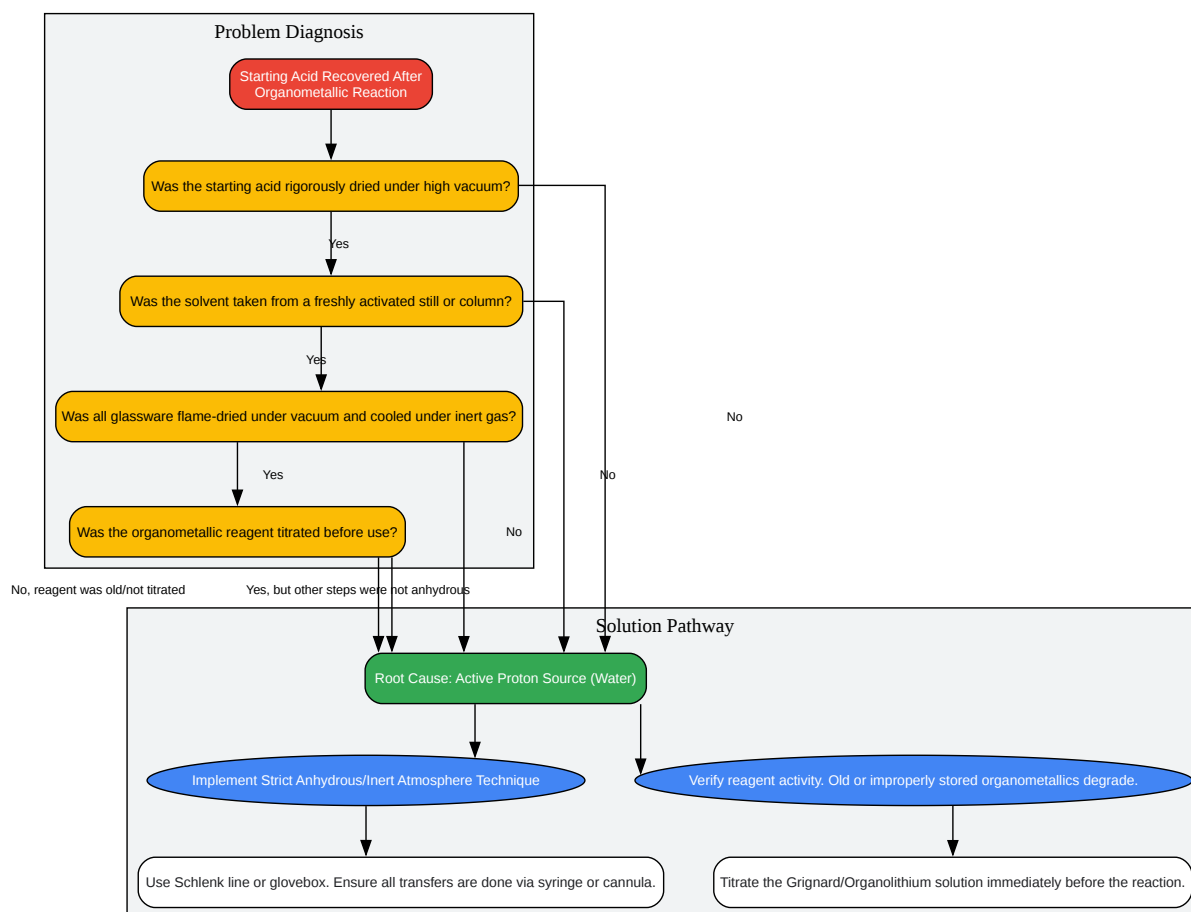 Problem Diagnosis
Starting Acid Recovered After
Organometallic Reaction
Was the starting acid rigorously dried under high vacuum?
Yes
Was the solvent taken from a freshly activated still or column?
Yes
Was all glassware flame-dried under vacuum and cooled under inert gas?
No
Yes
No
Was the organometallic reagent titrated before use?
No
No, reagent was old/not titrated
Yes, but other steps were not anhydrous
Solution Pathway
Root Cause: Active Proton Source (Water)
Implement Strict Anhydrous/Inert Atmosphere Technique
Verify reagent activity. Old or improperly stored organometallics degrade.
Use Schlenk line or glovebox. Ensure all transfers are done via syringe or cannula.
Titrate the Grignard/Organolithium solution immediately before the reaction.